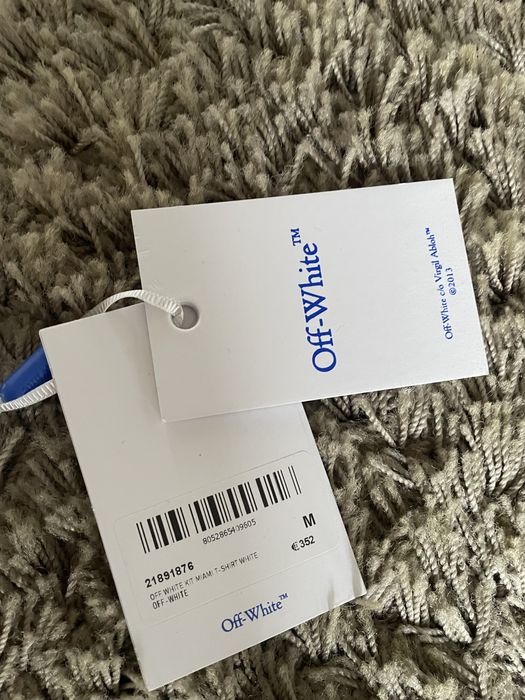 Off-White™
Off-White c/o Virgil Abloh™
©2013
8052865409605
M
21891876
€352
OFF WHITE KIT MIAMI T-SHIRT WHITE
OFF-WHITE
Off-White™